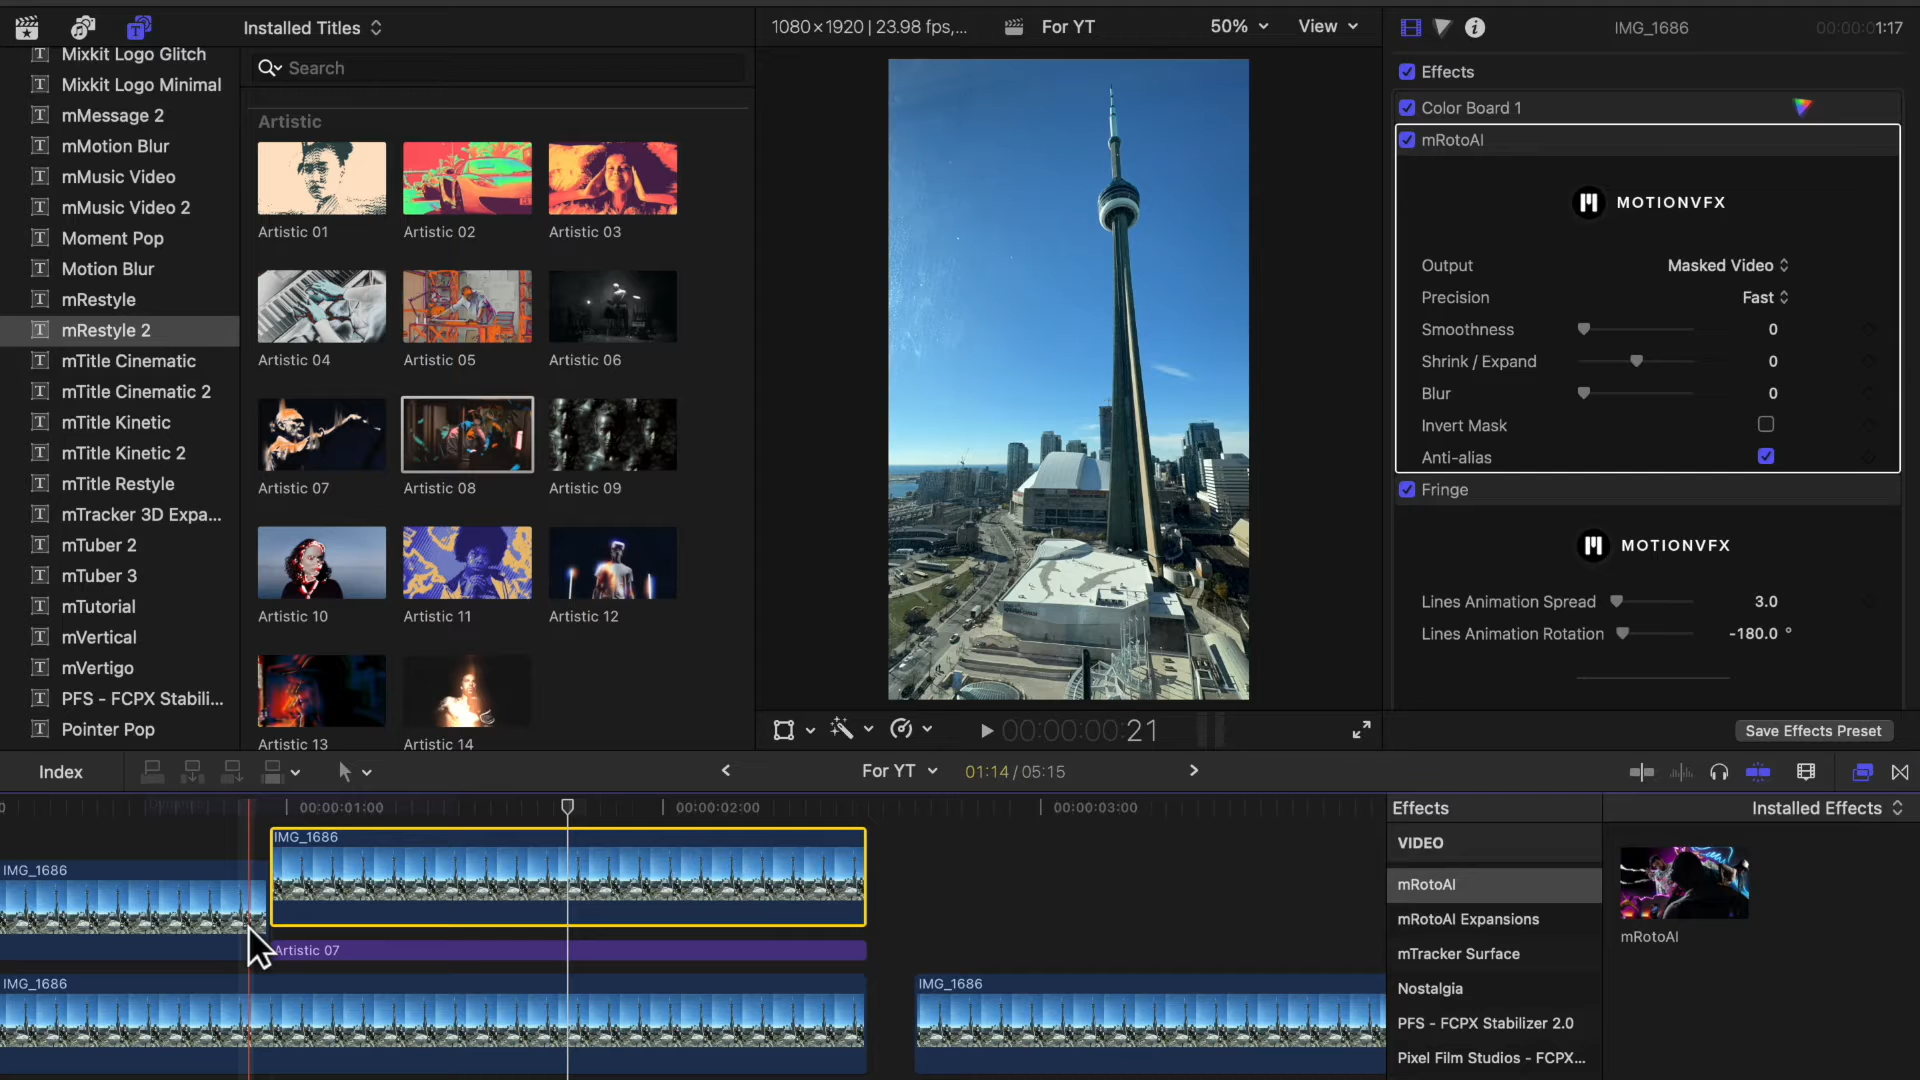 Installed Titles
1080×1920 | 23.98 fps,...
For YT
50%
View
IMG_1686
00:00:01:17
Mixkit Logo Glitch
Mixkit Logo Minimal
mMessage 2
mMotion Blur
mMusic Video
mMusic Video 2
Moment Pop
Motion Blur
mRestyle
mRestyle 2
mTitle Cinematic
mTitle Cinematic 2
mTitle Kinetic
mTitle Kinetic 2
mTitle Restyle
mTracker 3D Expa...
mTuber 2
mTuber 3
mTutorial
mVertical
mVertigo
PFS - FCPX Stabili...
Pointer Pop
Search
Artistic
Artistic 01
Artistic 02
Artistic 03
Artistic 04
Artistic 05
Artistic 06
Artistic 07
Artistic 08
Artistic 09
Artistic 10
Artistic 11
Artistic 12
Artistic 13
Artistic 14
00:00:00:21
Effects
Color Board 1
mRotoAI
MOTIONVFX
Output Masked Video
Precision Fast
Smoothness 0
Shrink / Expand 0
Blur 0
Invert Mask
Anti-alias
Fringe
MOTIONVFX
Lines Animation Spread 3.0
Lines Animation Rotation -180.0 °
Save Effects Preset
Index
For YT
01:14 / 05:15
00:00:01:00
00:00:02:00
00:00:03:00
IMG_1686
IMG_1686
Artistic 07
IMG_1686
IMG_1686
Effects
Installed Effects
VIDEO
mRotoAI
mRotoAI Expansions
mTracker Surface
Nostalgia
PFS - FCPX Stabilizer 2.0
Pixel Film Studios - FCPX...
mRotoAI